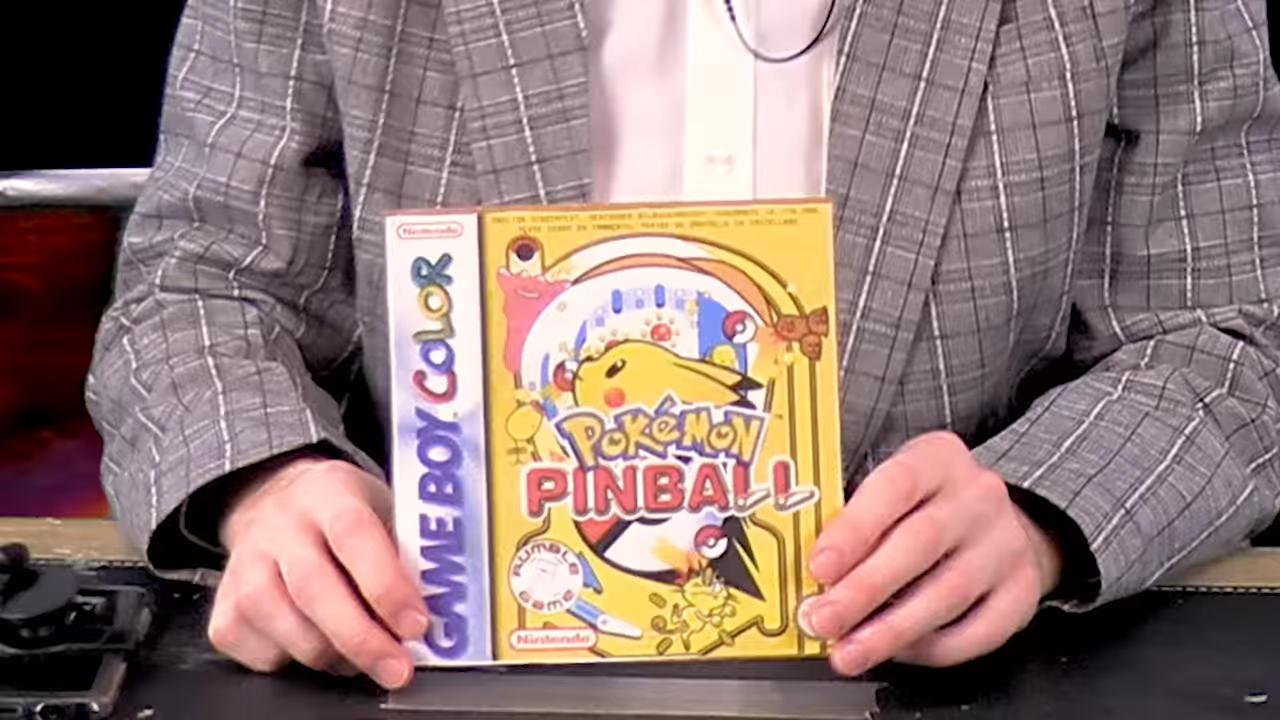 Nintendo
GAME BOY COLOR
POKéMON
PINBALL
RUMBLE
GAME
Nintendo